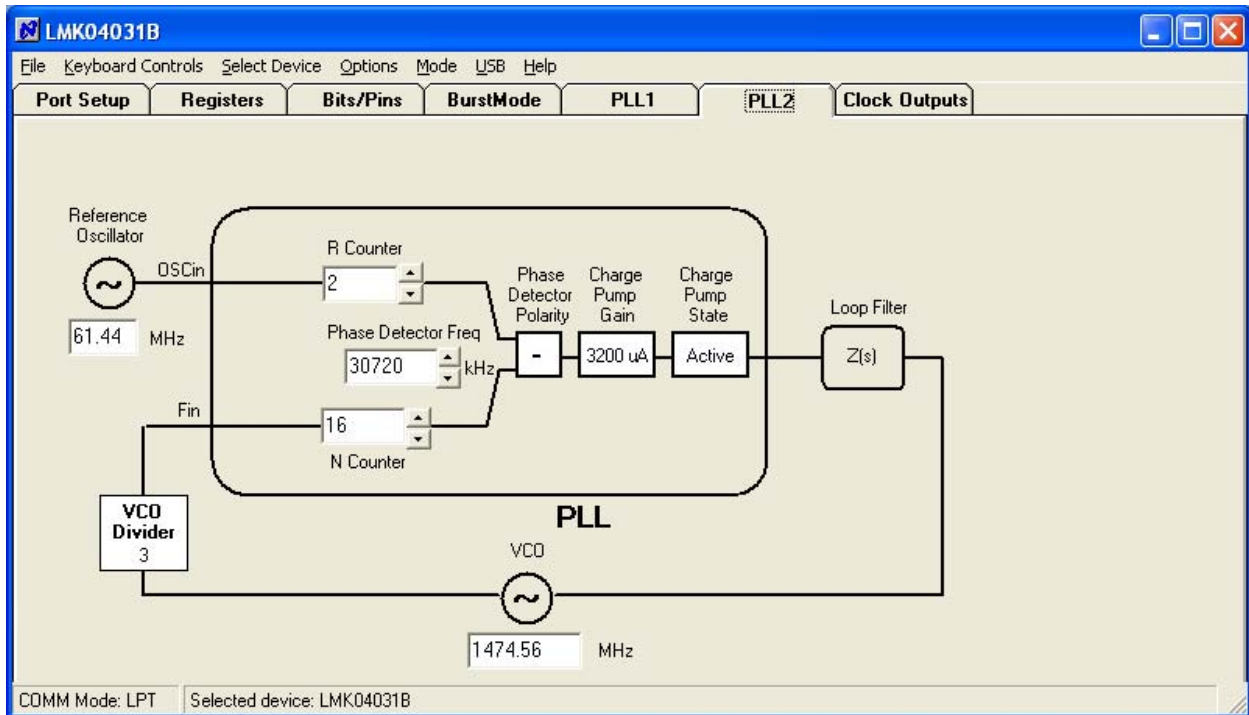 LMK04031B
File Keyboard Controls Select Device Options Mode USB Help
Port Setup Registers Bits/Pins BurstMode PLL1 PLL2 Clock Outputs
Reference
Oscillator
OSCin
61.44 MHz
R Counter
2
Phase Detector Freq
30720 kHz
Fin
16
N Counter
Phase
Detector
Polarity
-
Charge
Pump
Gain
3200 uA
Charge
Pump
State
Active
Loop Filter
Z(s)
PLL
VCO
Divider
3
VCO
1474.56 MHz
COMM Mode: LPT Selected device: LMK04031B